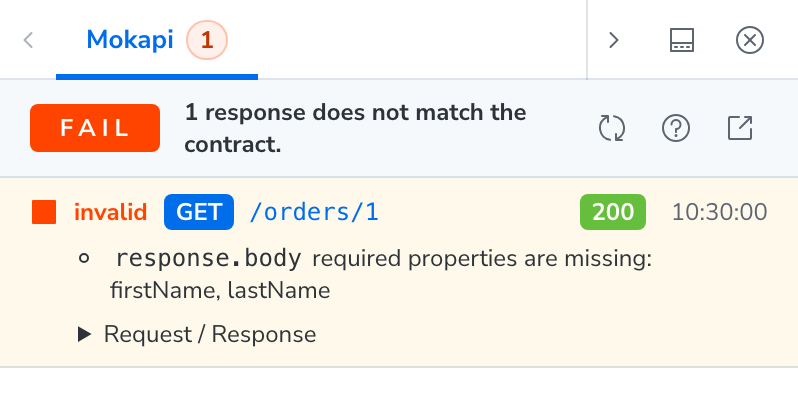 Mokapi 1
FAIL 1 response does not match the
contract.
invalid GET /orders/1 200 10:30:00
response.body required properties are missing:
firstName, lastName
Request / Response